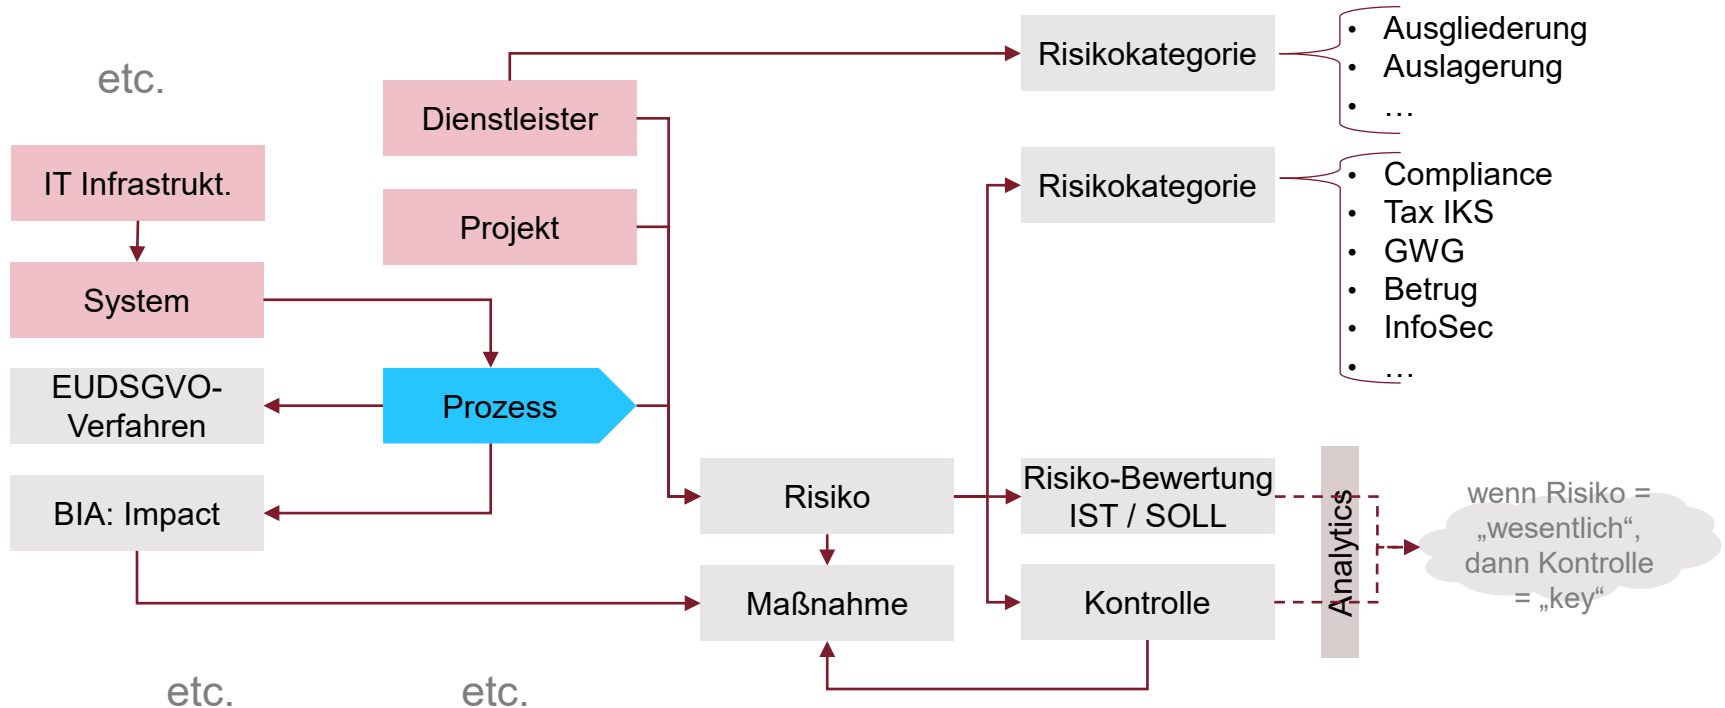 etc.
IT Infrastrukt.
System
EUDSGVO-
Verfahren
BIA: Impact
etc.
Dienstleister
Projekt
Prozess
etc.
Risiko
Maßnahme
Risikokategorie
• Ausgliederung
• Auslagerung
• …
Risikokategorie
• Compliance
• Tax IKS
• GWG
• Betrug
• InfoSec
• …
Risiko-Bewertung
IST / SOLL
Kontrolle
Analytics
wenn Risiko =
„wesentlich“,
dann Kontrolle
= „key“